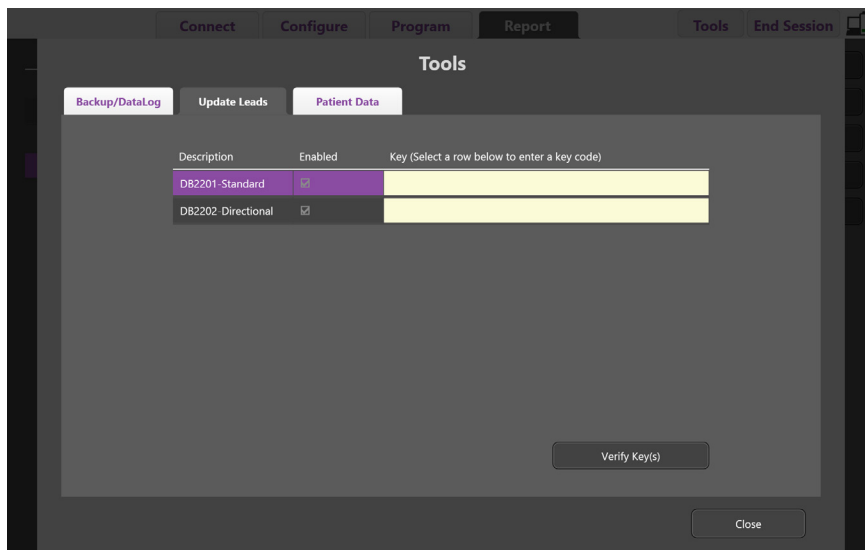 Connect Configure Program Report Tools End Session
Tools
Backup/DataLog Update Leads Patient Data
Description Enabled Key (Select a row below to enter a key code)
DB2201-Standard
DB2202-Directional
Verify Key(s)
Close